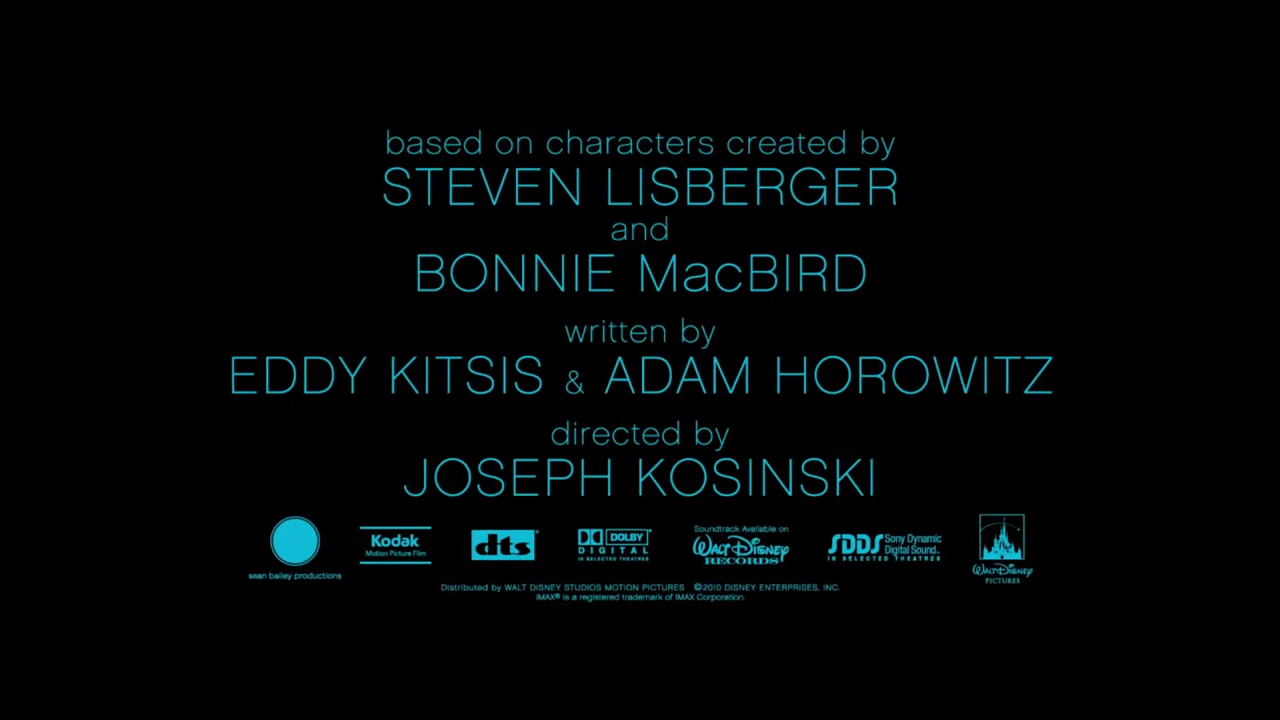 based on characters created by
STEVEN LISBERGER
and
BONNIE MacBIRD
written by
EDDY KITSIS & ADAM HOROWITZ
directed by
JOSEPH KOSINSKI
sean bailey productions
Kodak
Motion Picture Film
dts
DOLBY
DIGITAL
IN SELECTED THEATRES
Soundtrack Available on
WALT DISNEY
RECORDS
SDDS Sony Dynamic
Digital Sound.
IN SELECTED THEATRES
WALT DISNEY
PICTURES
Distributed by WALT DISNEY STUDIOS MOTION PICTURES ©2010 DISNEY ENTERPRISES, INC.
IMAX® is a registered trademark of IMAX Corporation.